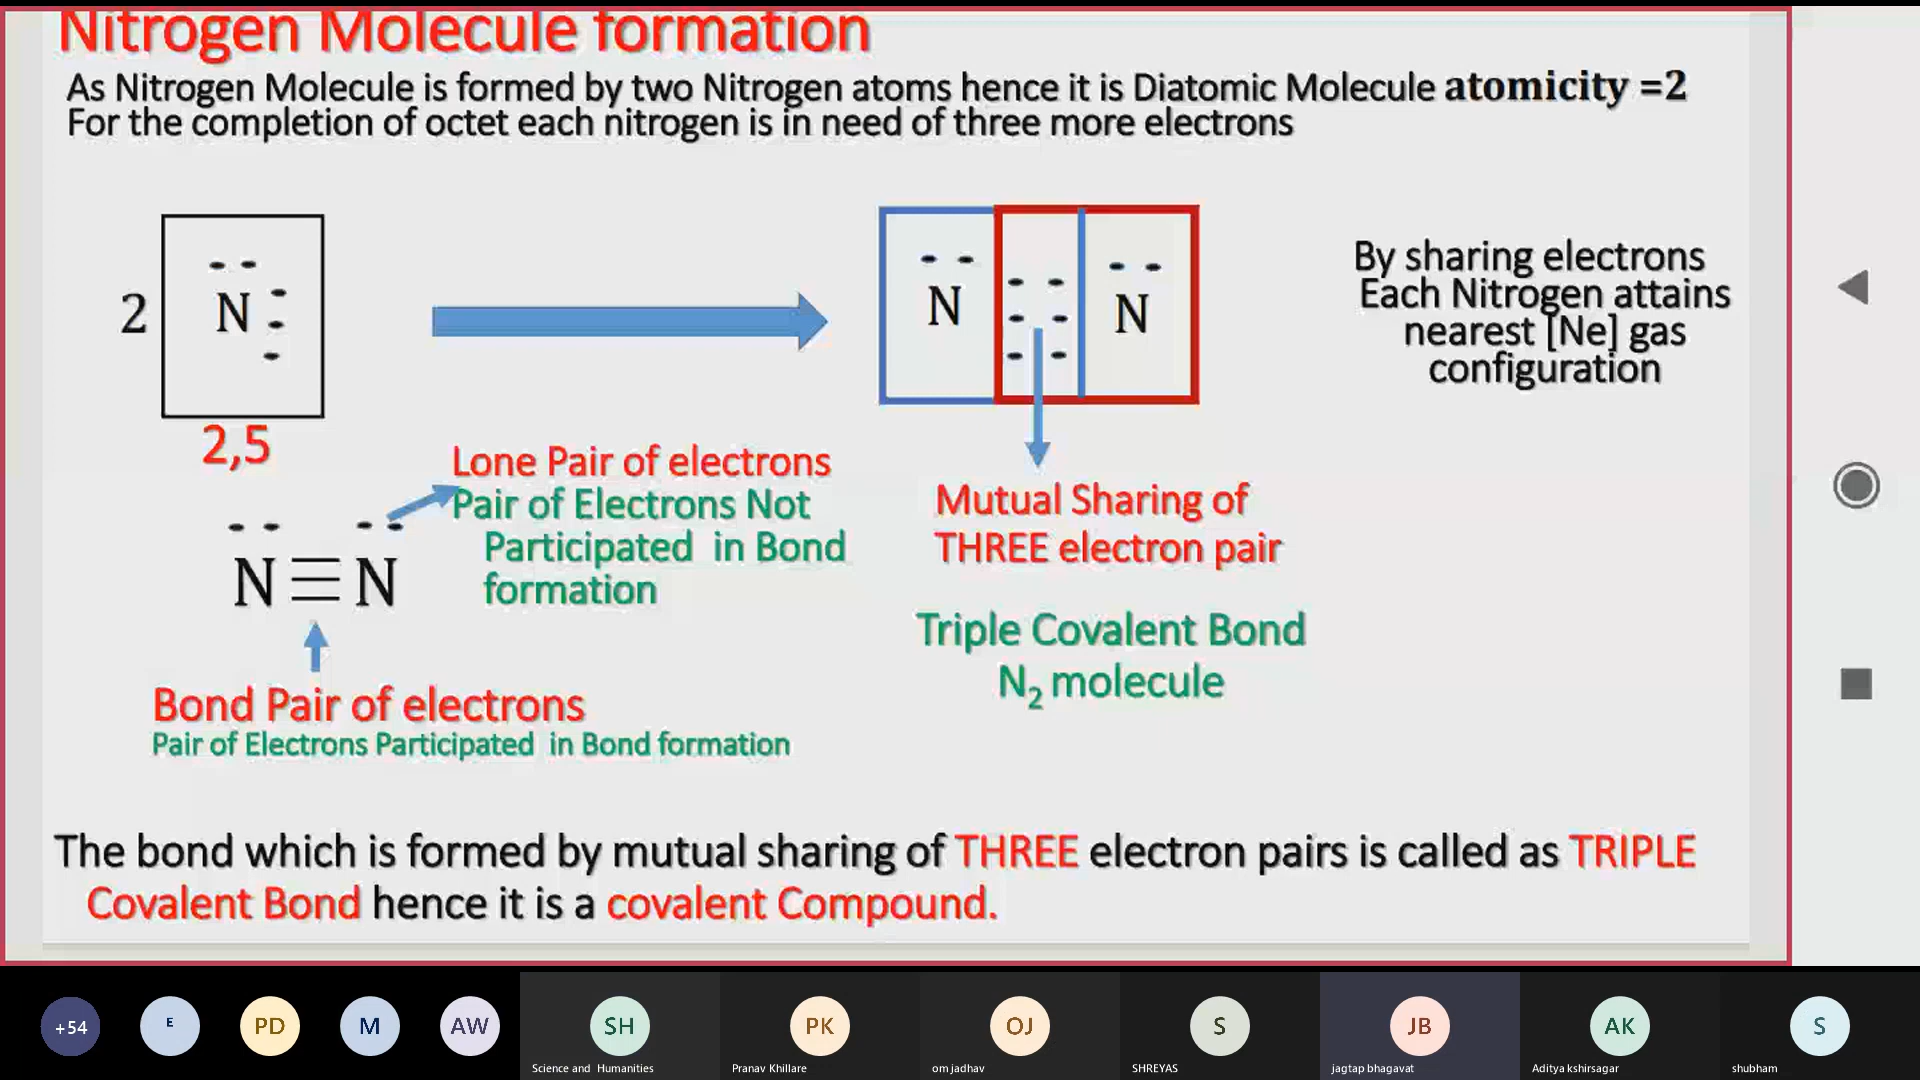 Nitrogen Molecule formation
As Nitrogen Molecule is formed by two Nitrogen atoms hence it is Diatomic Molecule atomicity =2
For the completion of octet each nitrogen is in need of three more electrons
2
N
2,5
N
N
By sharing electrons
Each Nitrogen attains
nearest [Ne] gas
configuration
Lone Pair of electrons
Pair of Electrons Not
Participated in Bond
formation
N≡N
Bond Pair of electrons
Pair of Electrons Participated in Bond formation
Mutual Sharing of
THREE electron pair
Triple Covalent Bond
N₂ molecule
The bond which is formed by mutual sharing of THREE electron pairs is called as TRIPLE
Covalent Bond hence it is a covalent Compound.
+54
E
PD
M
AW
SH
Science and Humanities
PK
Pranav Khillare
OJ
om jadhav
S
SHREYAS
JB
jagtap bhagavat
AK
Aditya kshirsagar
S
shubham